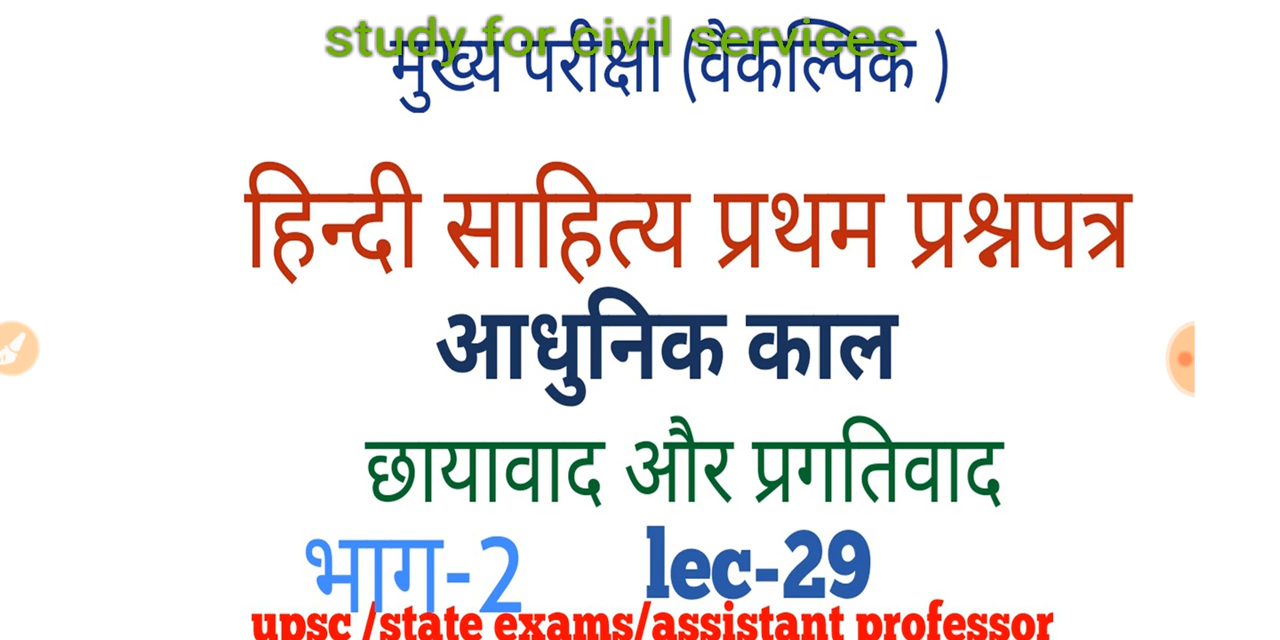 study for civil services
मुख्य परीक्षा (वैकल्पिक )
हिन्दी साहित्य प्रथम प्रश्नपत्र
आधुनिक काल
छायावाद और प्रगतिवाद
भाग-2 lec-29
upsc /state exams/assistant professor